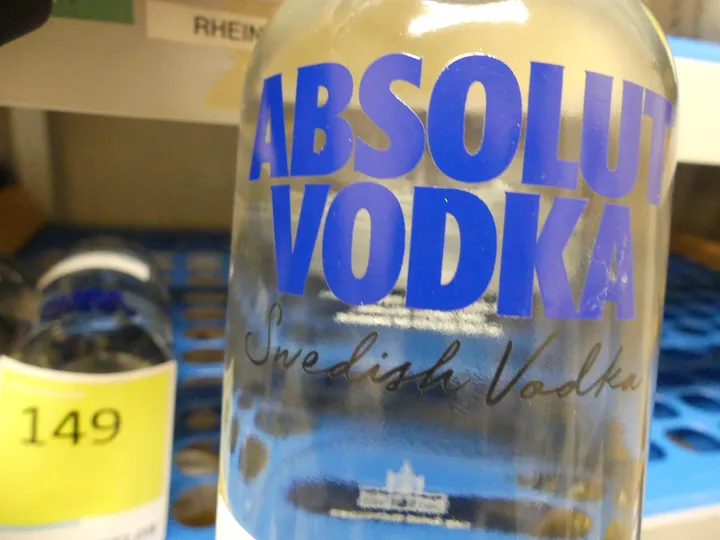 RHEIN
ABSOLUT
VODKA
Swedish Vodka
149